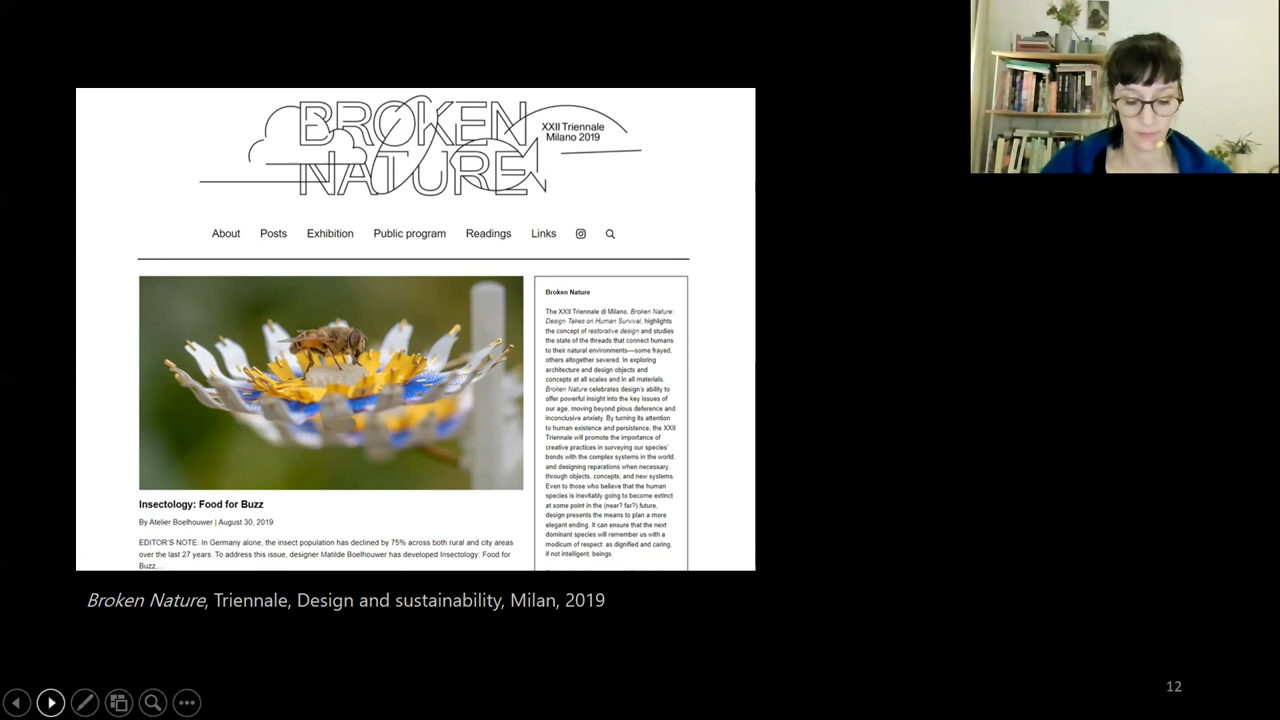 BROKEN
NATURE
XXII Triennale
Milano 2019
About Posts Exhibition Public program Readings Links
Insectology: Food for Buzz
By Atelier Boelhouwer | August 30, 2019
EDITOR'S NOTE: In Germany alone, the insect population has declined by 75% across both rural and city areas
over the last 27 years. To address this issue, designer Matilde Boelhouwer has developed Insectology: Food for
Buzz,...
Broken Nature
The XXII Triennale di Milano, Broken Nature:
Design Takes on Human Survival, highlights
the concept of restorative design and studies
the state of the threads that connect humans
to their natural environments—some frayed,
others altogether severed. In exploring
architecture and design objects and
concepts at all scales and in all materials,
Broken Nature celebrates design's ability to
offer powerful insight into the key issues of
our age, moving beyond pious deference and
inconclusive anxiety. By turning its attention
to human existence and persistence, the XXII
Triennale will promote the importance of
creative practices in surveying our species'
bonds with the complex systems in the world,
and designing reparations when necessary,
through objects, concepts, and new systems.
Even to those who believe that the human
species is inevitably going to become extinct
at some point in the (near? far?) future,
design presents the means to plan a more
elegant ending. It can ensure that the next
dominant species will remember us with a
modicum of respect: as dignified and caring,
if not intelligent, beings.
Broken Nature, Triennale, Design and sustainability, Milan, 2019
12